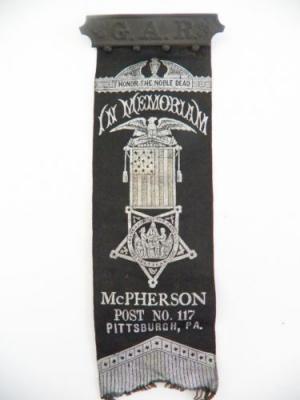 G.A.R.
HONOR THE NOBLE DEAD
IN MEMORIAM
McPHERSON
POST NO. 117
PITTSBURGH, PA.